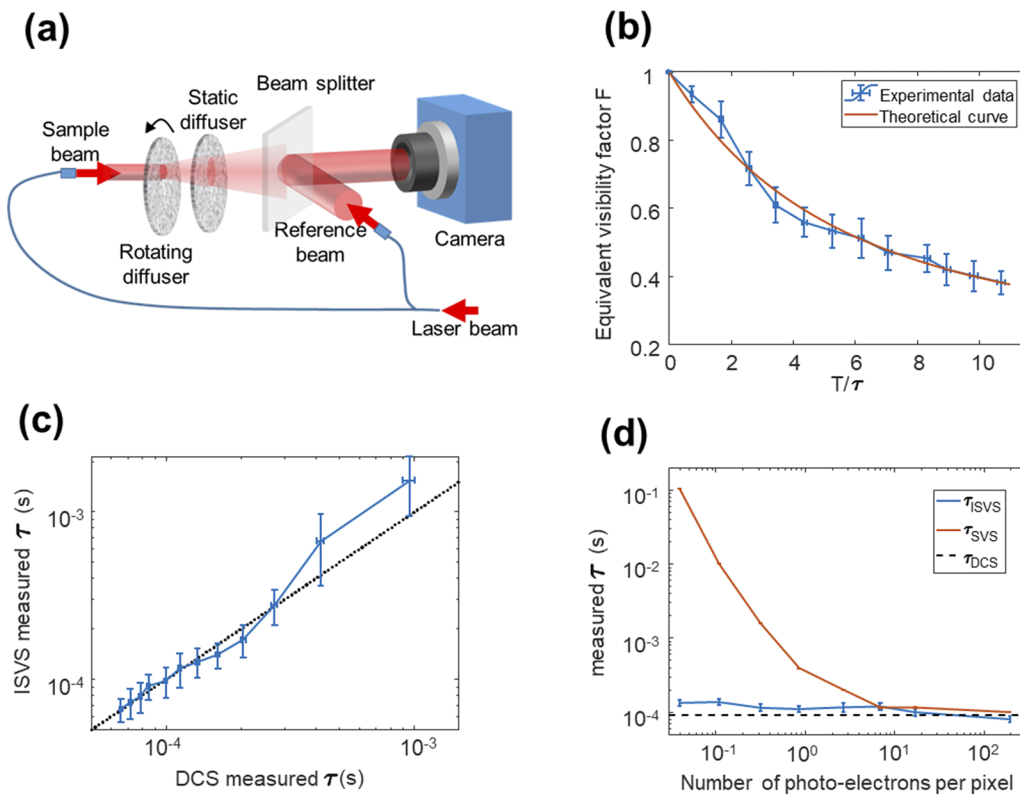 (a)
Beam splitter
Static
diffuser
Sample
beam
Rotating
diffuser
Reference
beam
Camera
Laser beam
(b)
Equivalent visibility factor F
1
0.8
0.6
0.4
0.2
0 2 4 6 8 10
T/τ
Experimental data
Theoretical curve
(c)
ISVS measured τ (s)
10⁻³
10⁻⁴
10⁻⁴ 10⁻³
DCS measured τ(s)
(d)
measured τ (s)
10⁻¹
10⁻²
10⁻³
10⁻⁴
10⁻¹ 10⁰ 10¹ 10²
Number of photo-electrons per pixel
τISVS
τSVS
τDCS